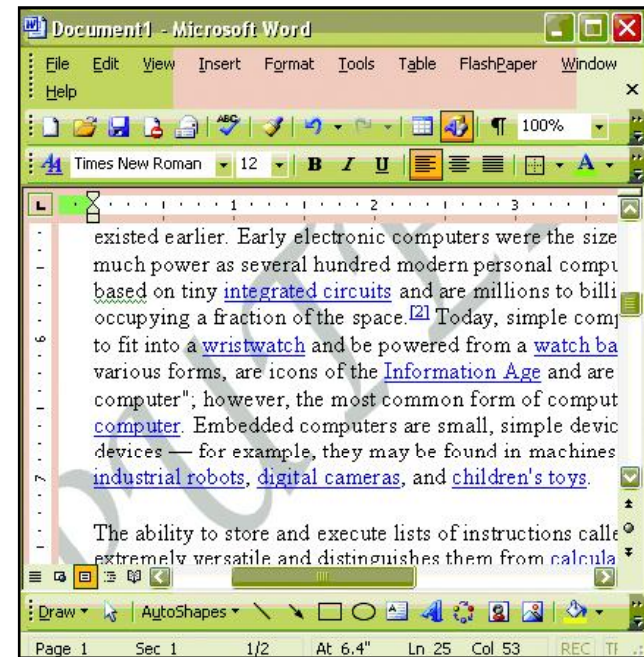 Document1 - Microsoft Word
File Edit View Insert Format Tools Table FlashPaper Window
Help
ABC 100%
Times New Roman 12 B I U A
L 1 2 3
existed earlier. Early electronic computers were the size
much power as several hundred modern personal compu
based on tiny integrated circuits and are millions to billi
occupying a fraction of the space.[2] Today, simple comp
6
to fit into a wristwatch and be powered from a watch ba
various forms, are icons of the Information Age and are
computer"; however, the most common form of comput
computer. Embedded computers are small, simple devic
devices — for example, they may be found in machines
7
industrial robots, digital cameras, and children's toys.
The ability to store and execute lists of instructions calle
extremely versatile and distinguishes them from calcula
Draw AutoShapes
Page 1 Sec 1 1/2 At 6.4" Ln 25 Col 53 REC